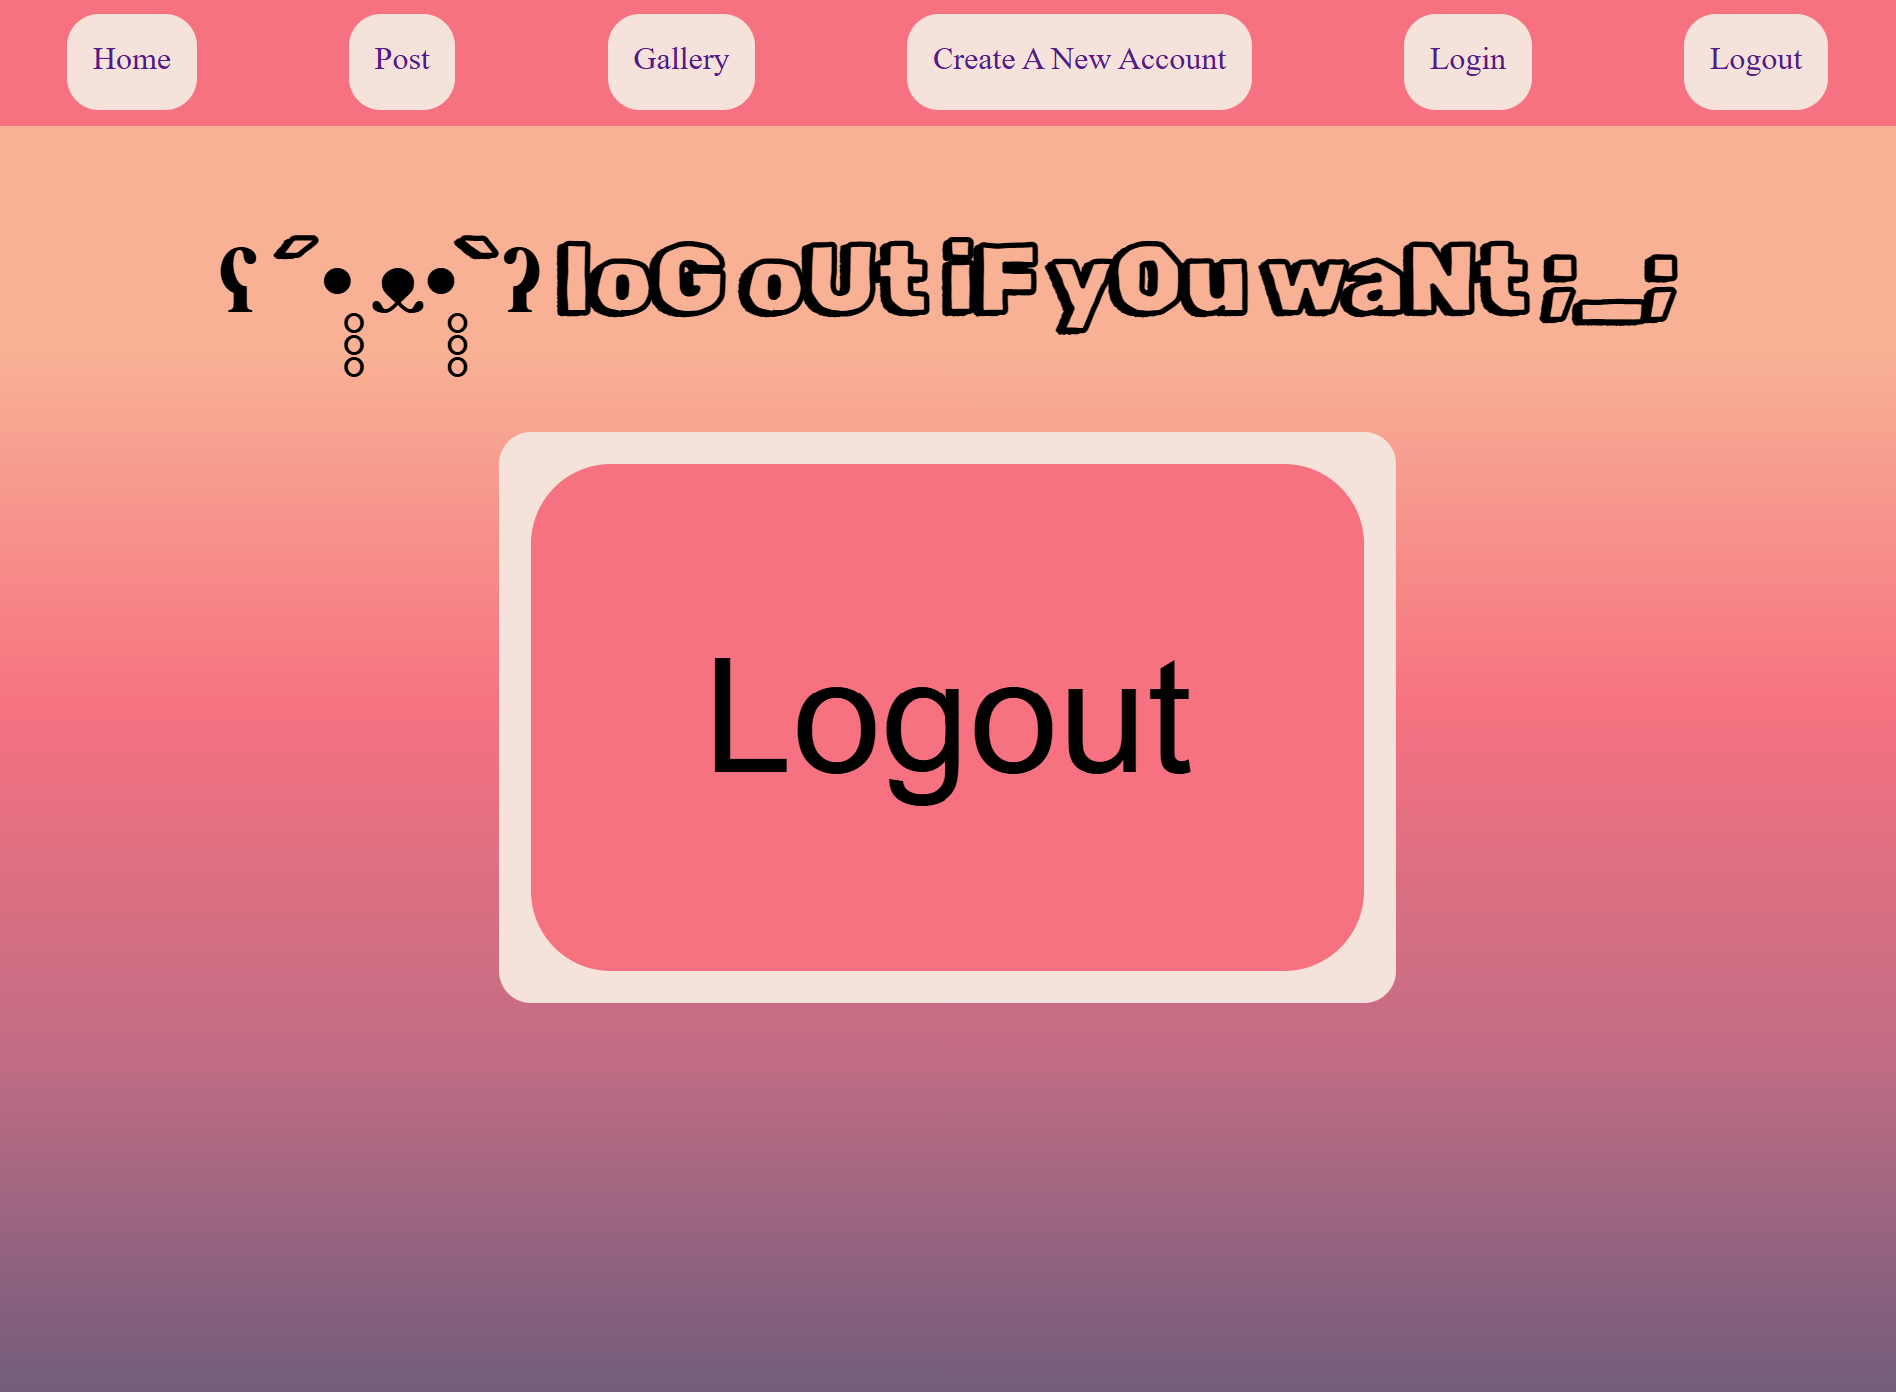 Home Post Gallery Create A New Account Login Logout
ʕ´•̥̥̥ᴥ•̥̥̥`ʔ loG oUt iF yOu waNt ;_;
Logout